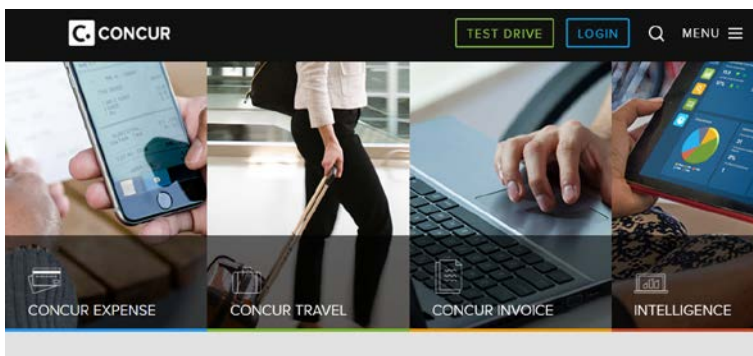 C. CONCUR
TEST DRIVE
LOGIN
MENU
CONCUR EXPENSE
CONCUR TRAVEL
CONCUR INVOICE
INTELLIGENCE